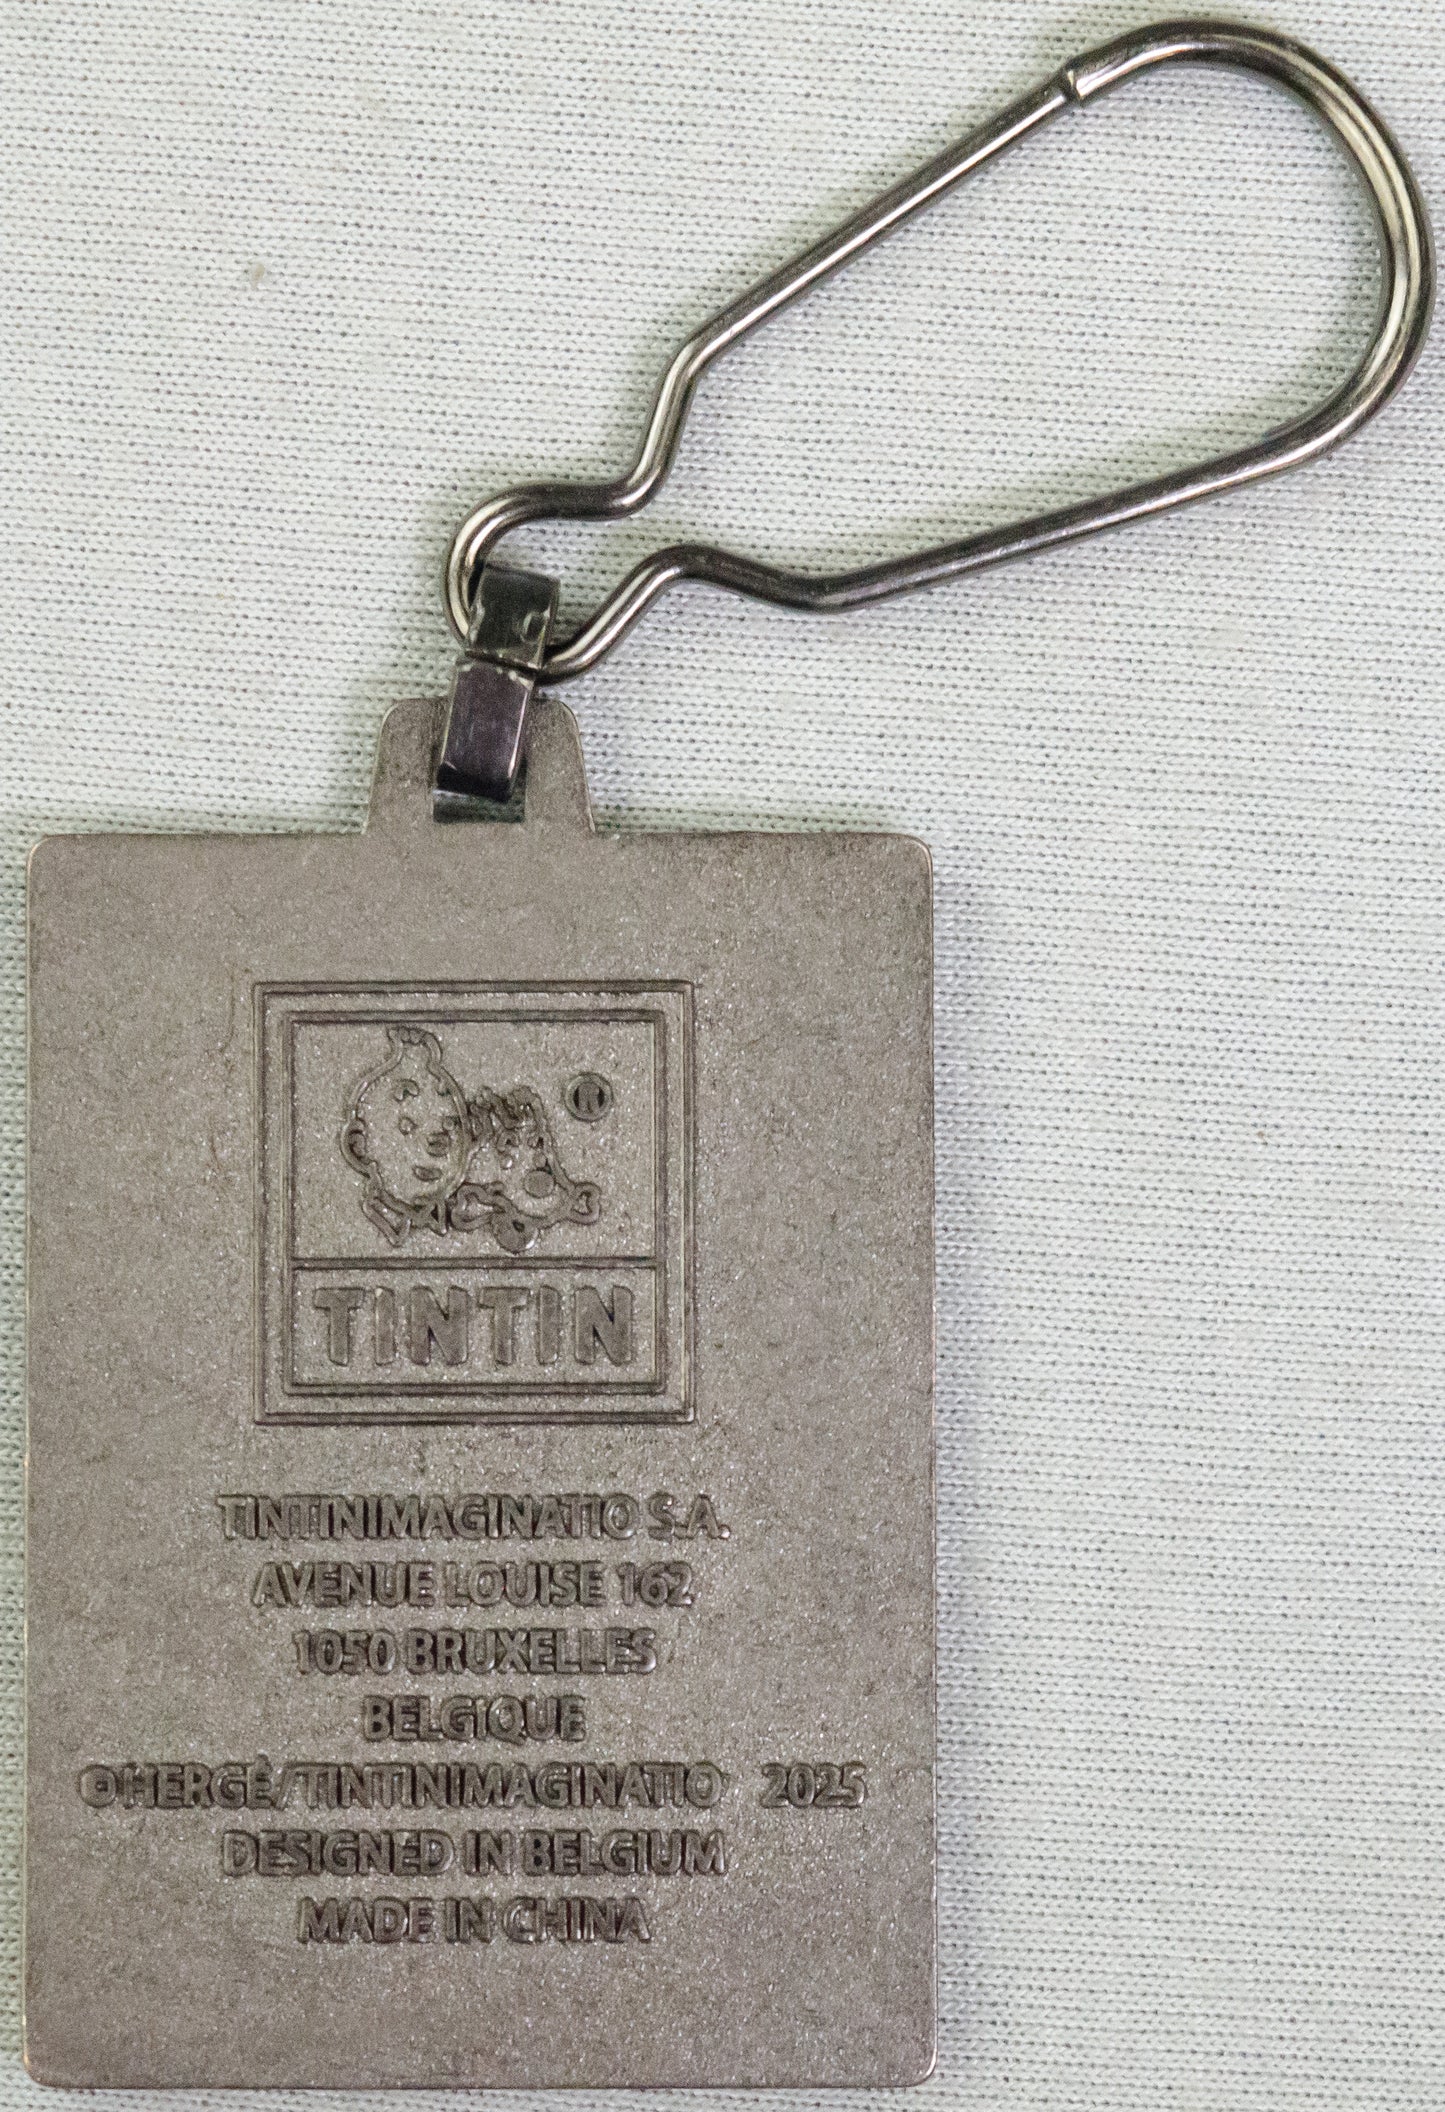 ®
TINTIN
TINTINIMAGINATIO S.A.
AVENUE LOUISE 162
1050 BRUXELLES
BELGIQUE
©HERGÉ/TINTINIMAGINATIO 2025
DESIGNED IN BELGIUM
MADE IN CHINA